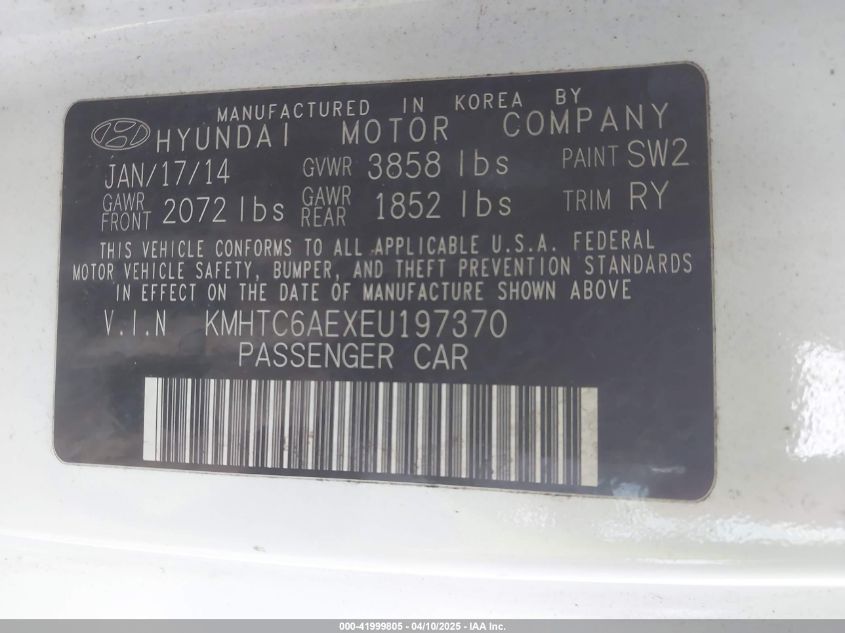 MANUFACTURED IN KOREA BY
HYUNDAI MOTOR COMPANY
JAN/17/14 GVWR 3858 lbs PAINT SW2
GAWR FRONT 2072 lbs GAWR REAR 1852 lbs TRIM RY
THIS VEHICLE CONFORMS TO ALL APPLICABLE U.S.A. FEDERAL
MOTOR VEHICLE SAFETY, BUMPER, AND THEFT PREVENTION STANDARDS
IN EFFECT ON THE DATE OF MANUFACTURE SHOWN ABOVE
V.I.N KMHTC6AEXEU197370
PASSENGER CAR
000-41999805 - 04/10/2025 - IAA Inc.